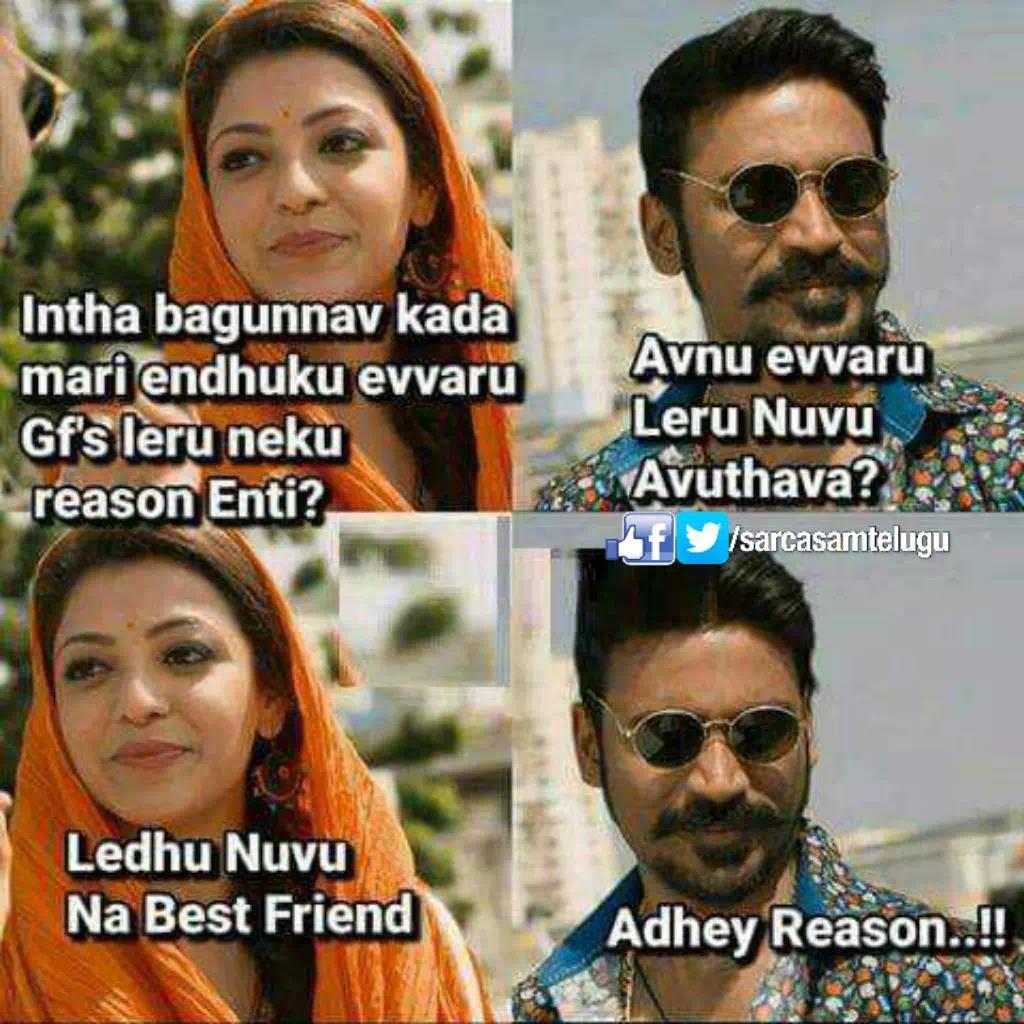 Intha bagunnav kada
mari endhuku evvaru
Gf's leru neku
reason Enti?
Avnu evvaru
Leru Nuvu
Avuthava?
f /sarcasamtelugu
Ledhu Nuvu
Na Best Friend
Adhey Reason..!!